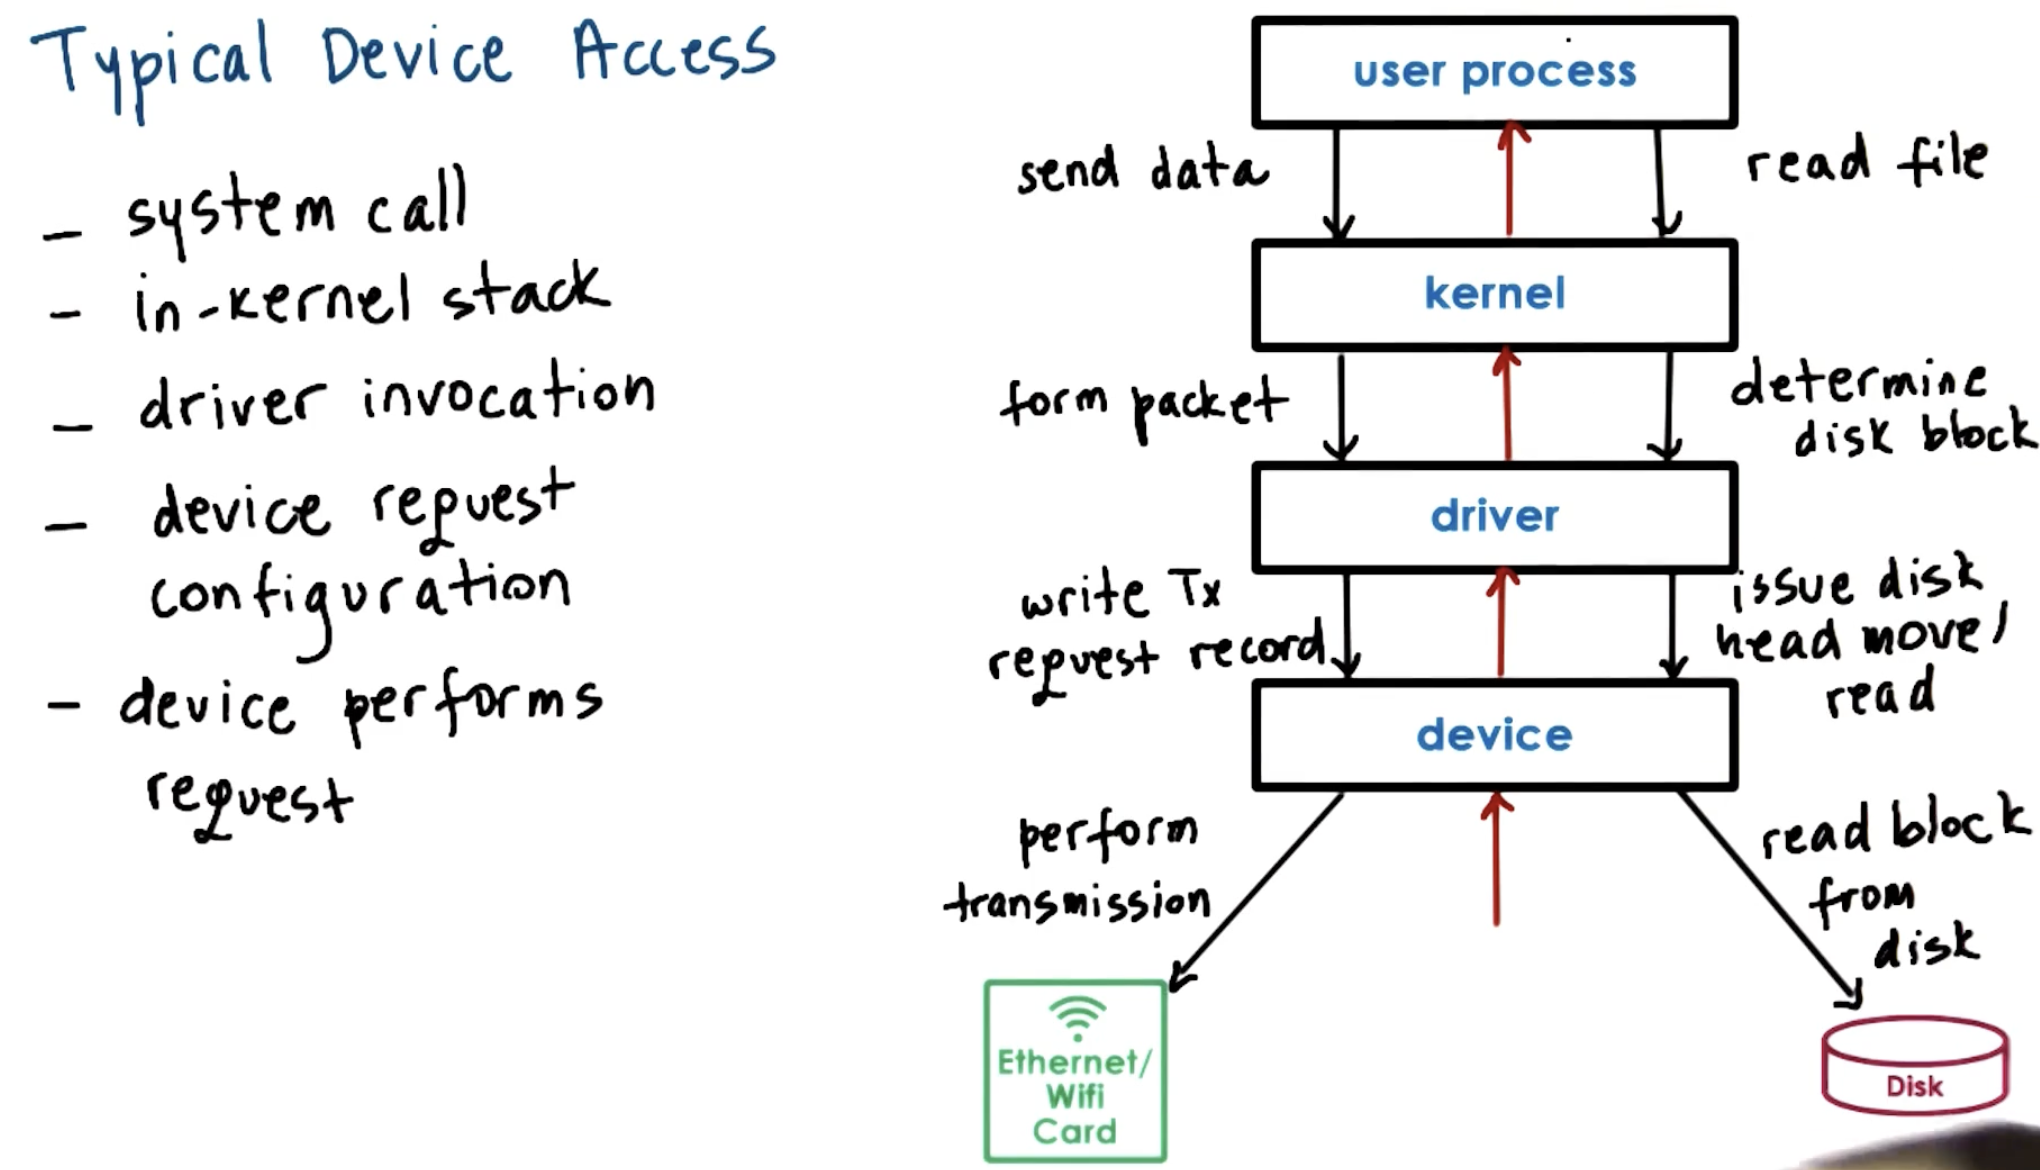 Typical Device Access
- system call
- in-kernel stack
- driver invocation
- device request
configuration
- device performs
request
user process
send data
read file
kernel
form packet
determine
disk block
driver
write Tx
request record
issue disk
head move/
read
device
perform
transmission
read block
from
disk
Ethernet/
Wifi
Card
Disk